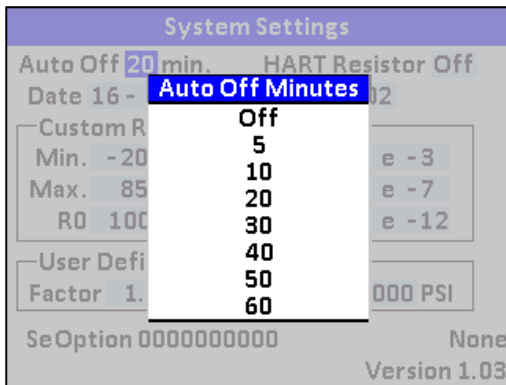 System Settings
Auto Off 20 min. HART Resistor Off
Date 16 - 02
Auto Off Minutes
Off
5
10
20
30
40
50
60
Custom R
Min. -20 e -3
Max. 85 e -7
R0 100 e -12
User Defi
Factor 1. 000 PSI
SeOption 0000000000 None
Version 1.03